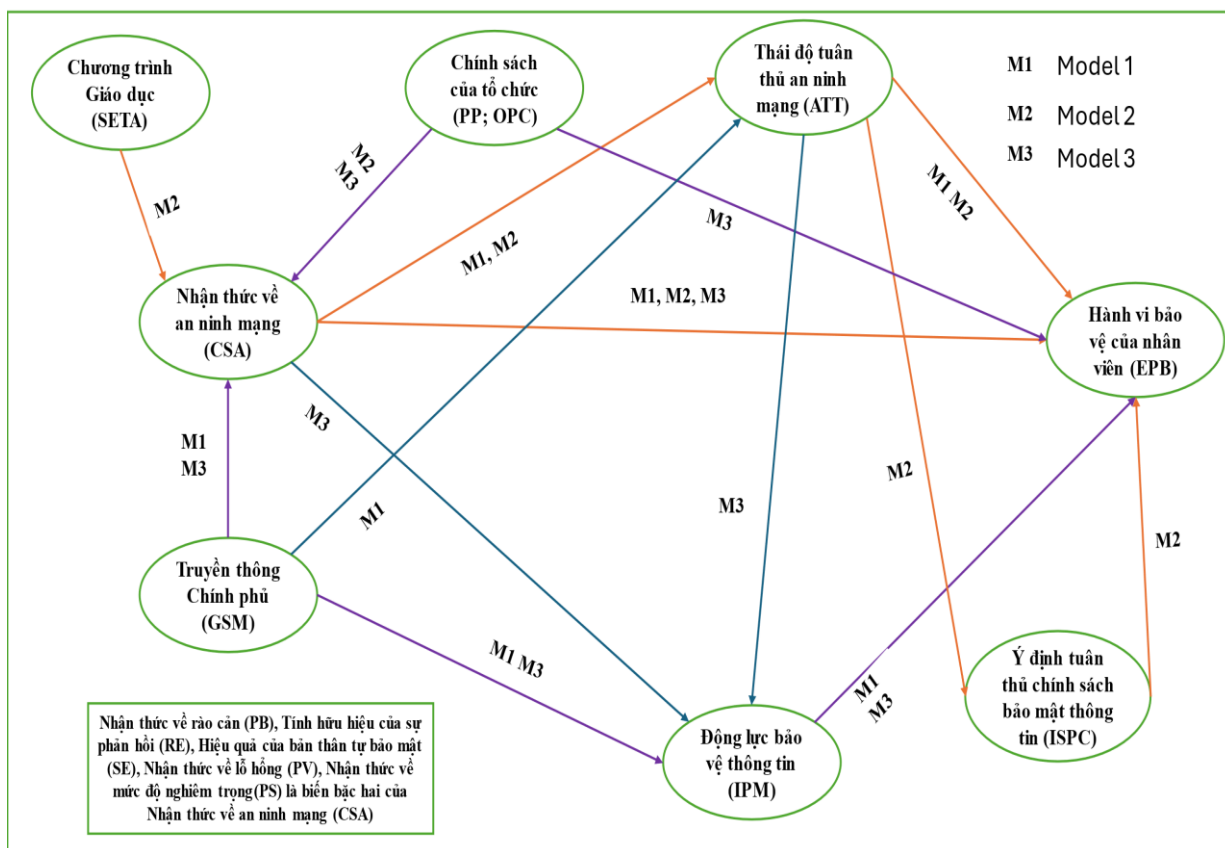 Chương trình
Giáo dục
(SETA)
Chính sách
của tổ chức
(PP; OPC)
Thái độ tuân
thủ an ninh
mạng (ATT)
M1 Model 1
M2 Model 2
M3 Model 3
M2
M2
M3
M1, M2
M3
M1 M2
Nhận thức về
an ninh mạng
(CSA)
M1, M2, M3
Hành vi bảo
vệ của nhân
viên (EPB)
M1
M3
M3
M1
M3
M2
M2
Truyền thông
Chính phủ
(GSM)
M1 M3
M1
M3
Ý định tuân
thủ chính sách
bảo mật thông
tin (ISPC)
Động lực bảo
vệ thông tin
(IPM)
Nhận thức về rào cản (PB), Tính hữu hiệu của sự
phản hồi (RE), Hiệu quả của bản thân tự bảo mật
(SE), Nhận thức về lỗ hổng (PV), Nhận thức về
mức độ nghiêm trọng(PS) là biến bậc hai của
Nhận thức về an ninh mạng (CSA)